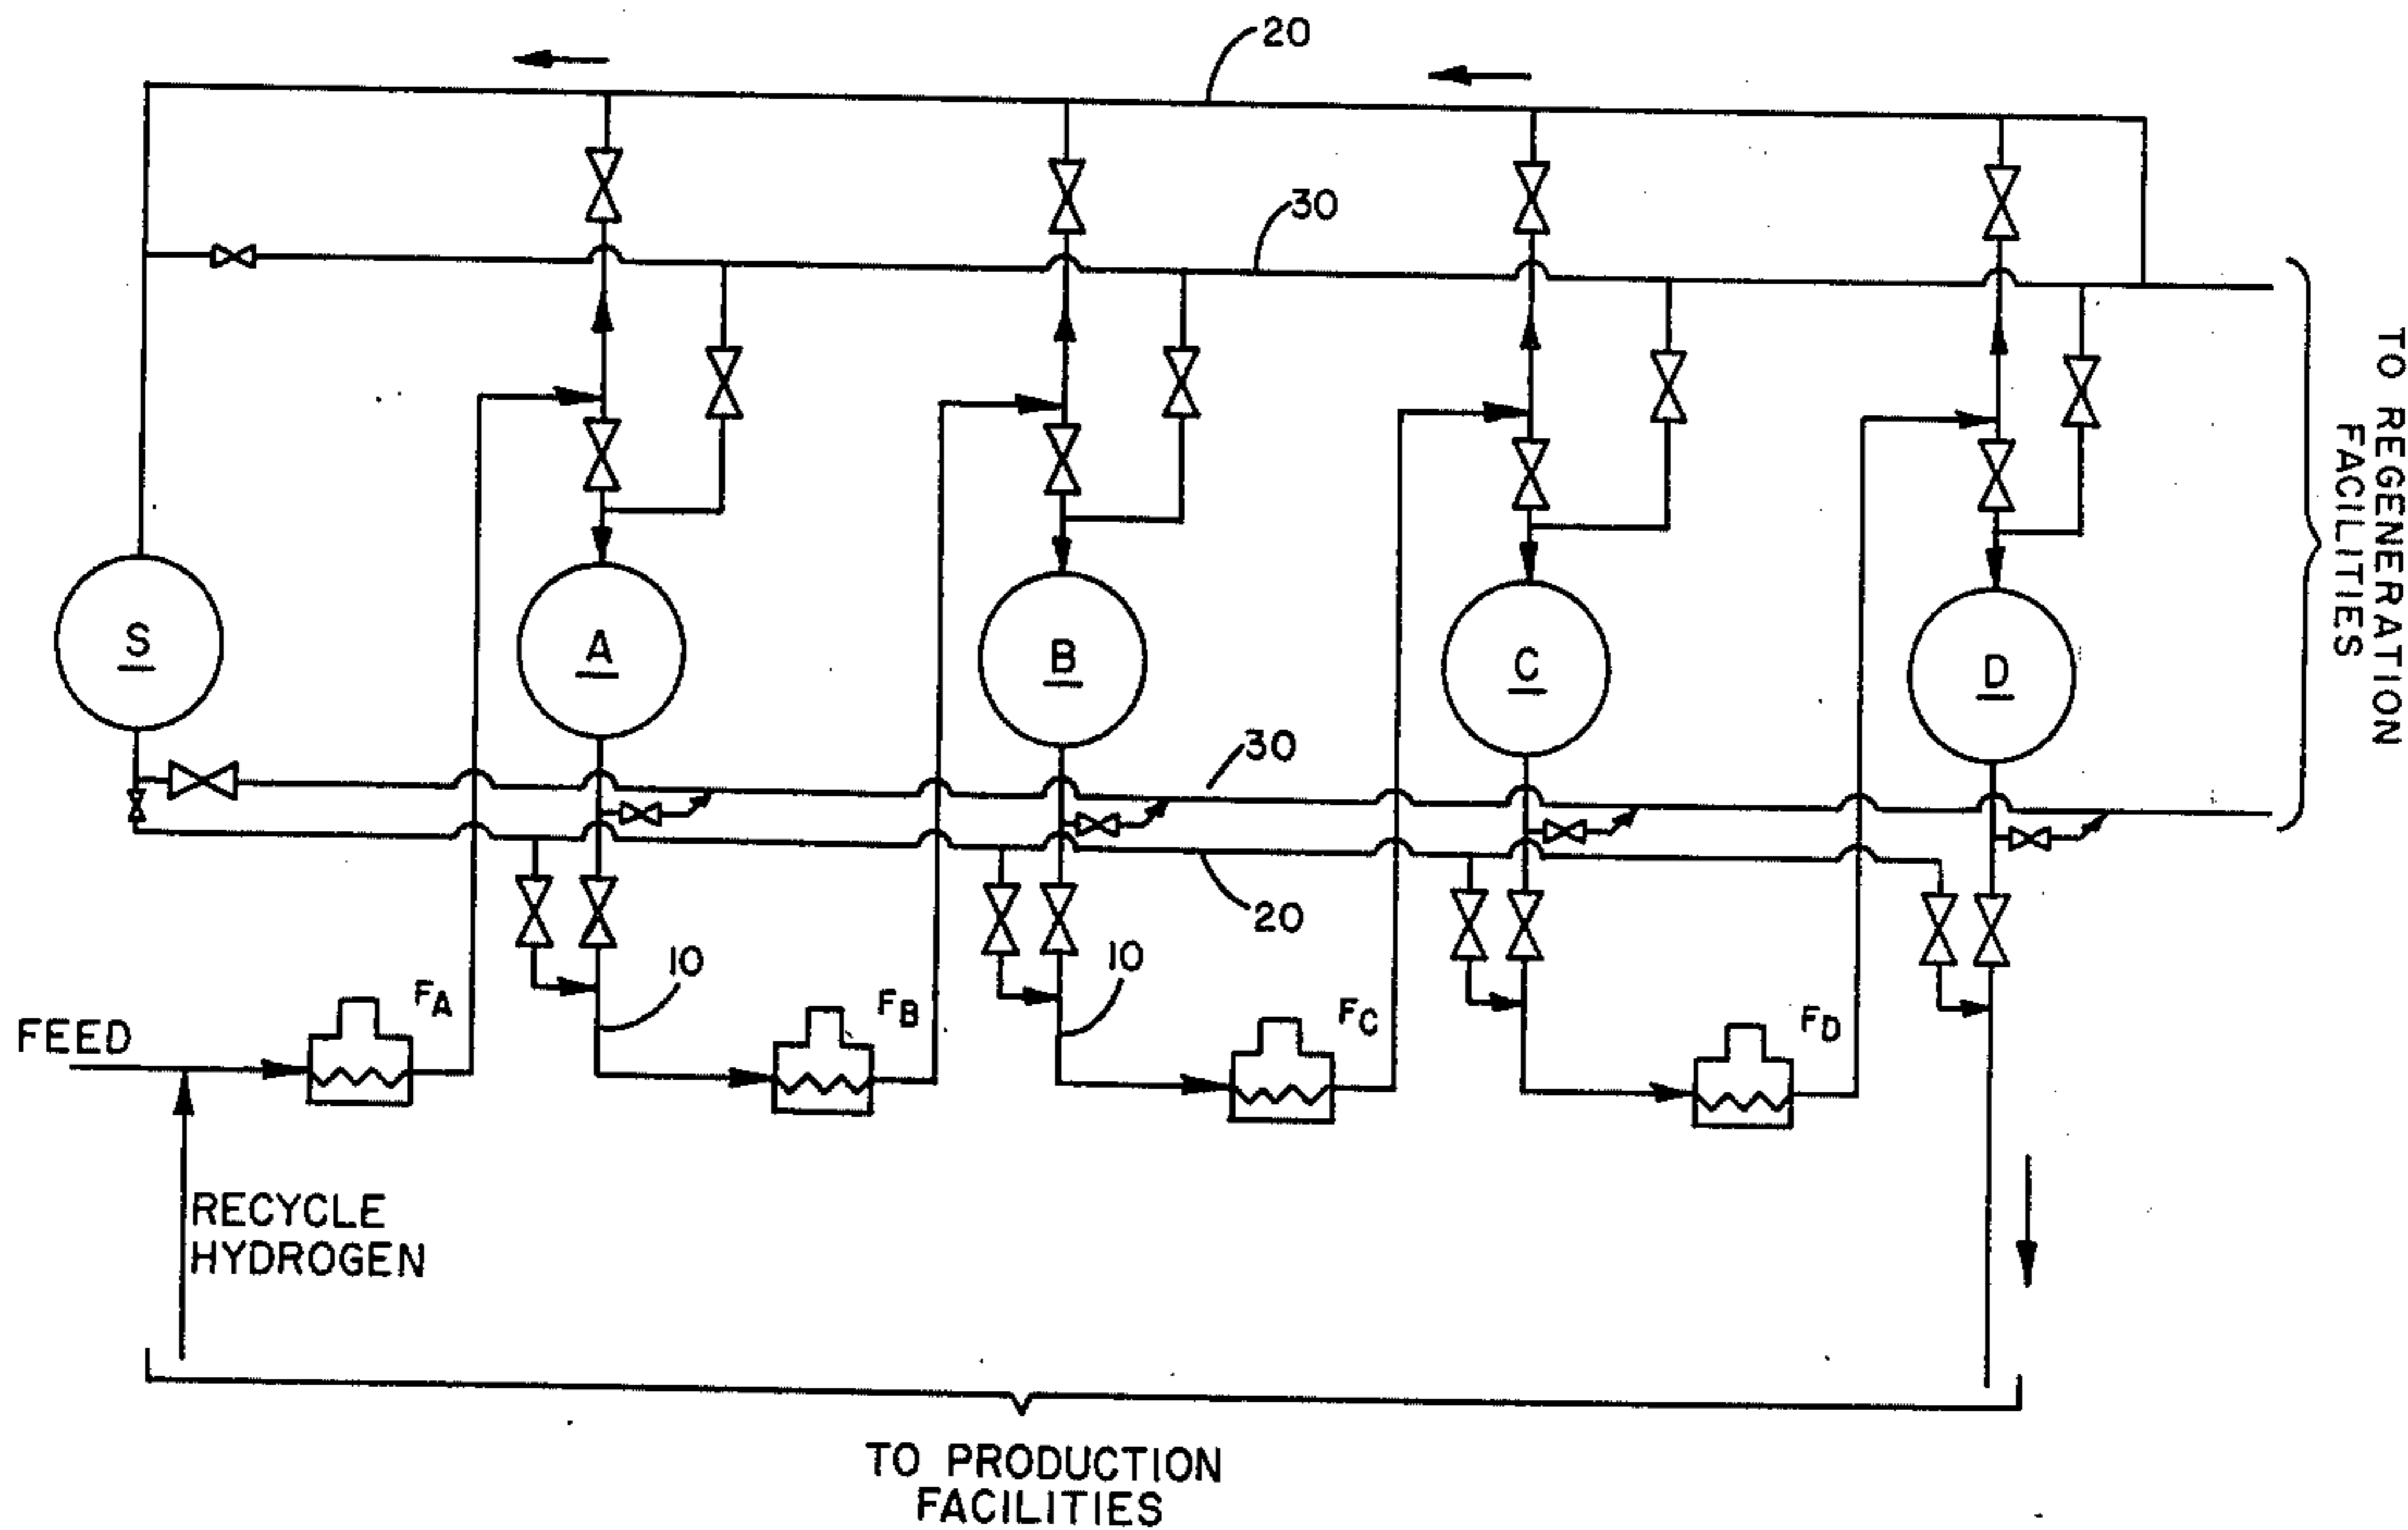 20
30
TO REGENERATION
FACILITIES
S
A
B
C
D
30
20
10
10
FA
FB
FC
FD
FEED
RECYCLE
HYDROGEN
TO PRODUCTION
FACILITIES